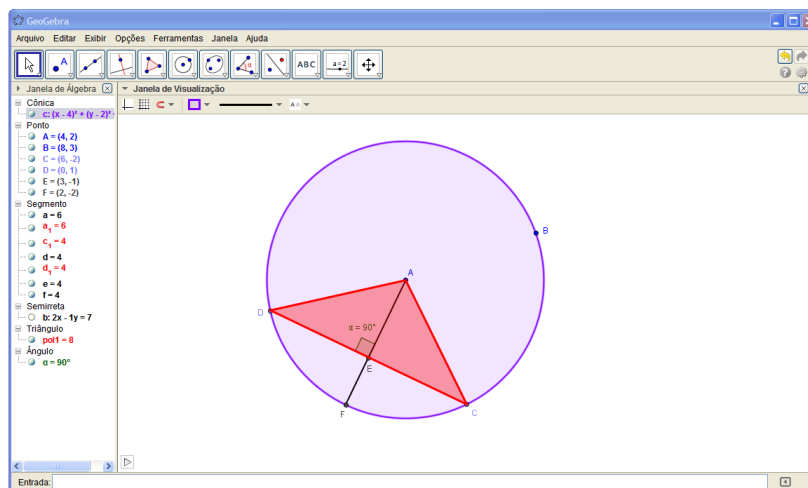 GeoGebra
Arquivo Editar Exibir Opções Ferramentas Janela Ajuda
A
α
ABC
a=2
Janela de Álgebra
Janela de Visualização
A A
Cônica
c: (x - 4)² + (y - 2)²
Ponto
A = (4, 2)
B = (8, 3)
C = (6, -2)
D = (0, 1)
E = (3, -1)
F = (2, -2)
Segmento
a = 6
a₁ = 6
c₁ = 4
d = 4
d₁ = 4
e = 4
f = 4
Semirreta
b: 2x - 1y = 7
Triângulo
pol1 = 8
Ângulo
α = 90°
B
A
D
α = 90°
E
F
C
Entrada: